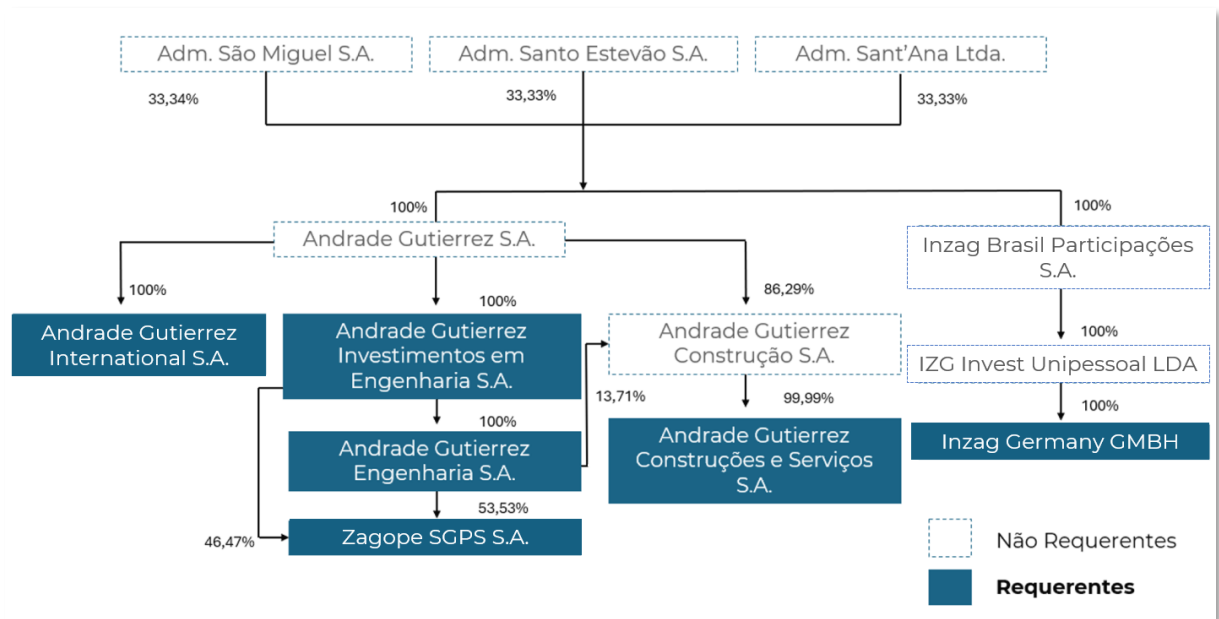 Adm. São Miguel S.A.
Adm. Santo Estevão S.A.
Adm. Sant’Ana Ltda.
33,34%
33,33%
33,33%
100%
100%
Andrade Gutierrez S.A.
Inzag Brasil Participações
S.A.
100%
100%
86,29%
Andrade Gutierrez
International S.A.
Andrade Gutierrez
Investimentos em
Engenharia S.A.
Andrade Gutierrez
Construção S.A.
100%
IZG Invest Unipessoal LDA
13,71%
99,99%
100%
100%
Andrade Gutierrez
Engenharia S.A.
Andrade Gutierrez
Construções e Serviços
S.A.
Inzag Germany GMBH
53,53%
46,47%
Zagope SGPS S.A.
Não Requerentes
Requerentes